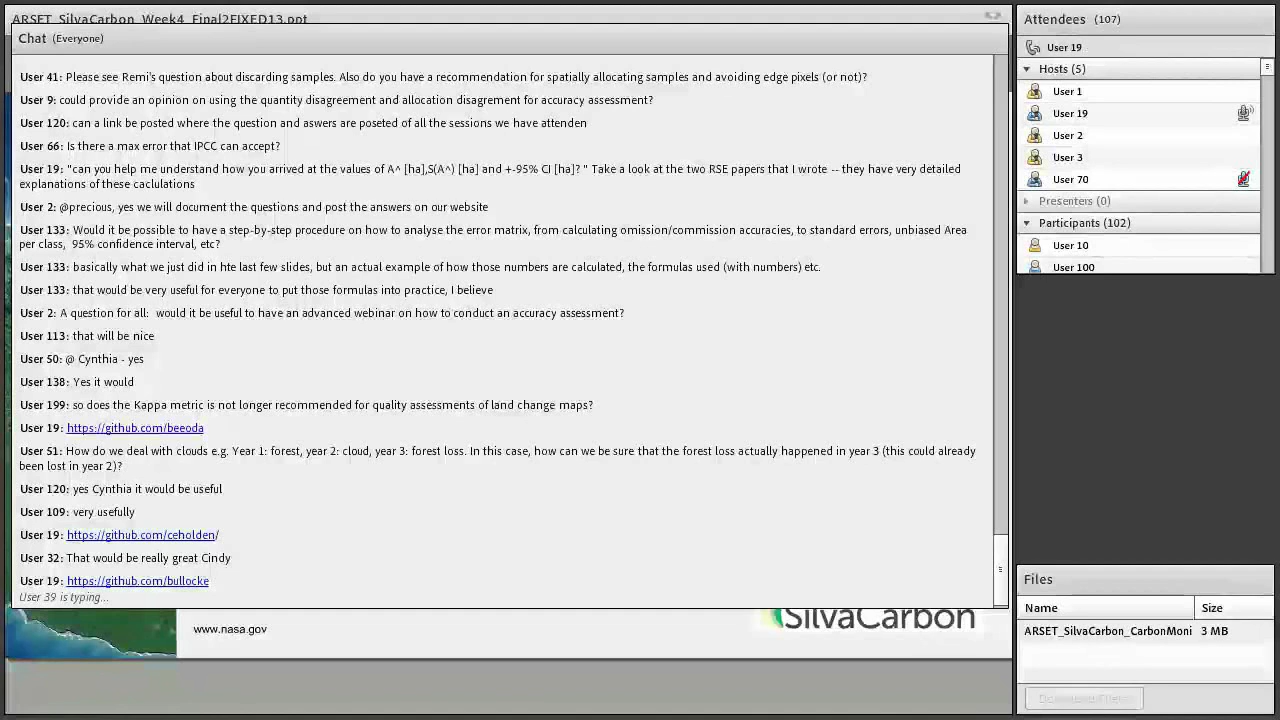 ARSET_SilvaCarbon_Week4_Final2FIXED13.ppt
Chat (Everyone)
User 41: Please see Remi's question about discarding samples. Also do you have a recommendation for spatially allocating samples and avoiding edge pixels (or not)?
User 9: could provide an opinion on using the quantity disagreement and allocation disagrement for accuracy assessment?
User 120: can a link be posted where the question and aswers are poseted of all the sessions we have attenden
User 66: Is there a max error that IPCC can accept?
User 19: "can you help me understand how you arrived at the values of A^ [ha],S(A^) [ha] and +-95% CI [ha]? " Take a look at the two RSE papers that I wrote -- they have very detailed
explanations of these caclulations
User 2: @precious, yes we will document the questions and post the answers on our website
User 133: Would it be possible to have a step-by-step procedure on how to analyse the error matrix, from calculating omission/commission accuracies, to standard errors, unbiased Area
per class, 95% confidence interval, etc?
User 133: basically what we just did in hte last few slides, but an actual example of how those numbers are calculated, the formulas used (with numbers) etc.
User 133: that would be very useful for everyone to put those formulas into practice, I believe
User 2: A question for all: would it be useful to have an advanced webinar on how to conduct an accuracy assessment?
User 113: that will be nice
User 50: @ Cynthia - yes
User 138: Yes it would
User 199: so does the Kappa metric is not longer recommended for quality assessments of land change maps?
User 19: https://github.com/beeoda
User 51: How do we deal with clouds e.g. Year 1: forest, year 2: cloud, year 3: forest loss. In this case, how can we be sure that the forest loss actually happened in year 3 (this could already
been lost in year 2)?
User 120: yes Cynthia it would be useful
User 109: very usefully
User 19: https://github.com/ceholden/
User 32: That would be really great Cindy
User 19: https://github.com/bullocke
User 39 is typing...
www.nasa.gov
SilvaCarbon
Attendees (107)
User 19
Hosts (5)
User 1
User 19
User 2
User 3
User 70
Presenters (0)
Participants (102)
User 10
User 100
Files
Name Size
ARSET_SilvaCarbon_CarbonMoni 3 MB